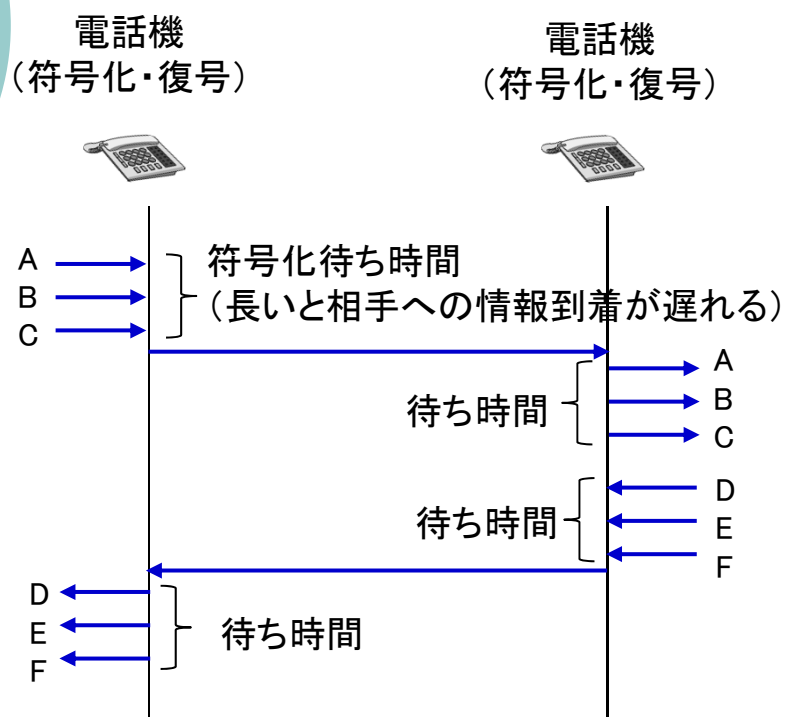 電話機
（符号化・復号）
電話機
（符号化・復号）
A
B
C
符号化待ち時間
（長いと相手への情報到着が遅れる）
待ち時間
A
B
C
待ち時間
D
E
F
D
E
F
待ち時間